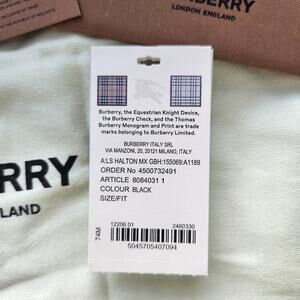 BURBERRY
LONDON ENGLAND
Burberry, the Equestrian Knight Device,
the Burberry Check, and the Thomas
Burberry Monogram and Print are trade
marks belonging to Burberry Limited.
BURBERRY ITALY SRL
VIA MANZONI, 20, 20121 MILANO, ITALY
A:LS HALTON MX GBH:155069:A1189
ORDER No 4500732491
ARTICLE 8084031 1
COLOUR BLACK
SIZE/FIT
RRY
LAND
74M
12206 01 2460330
5045705407094